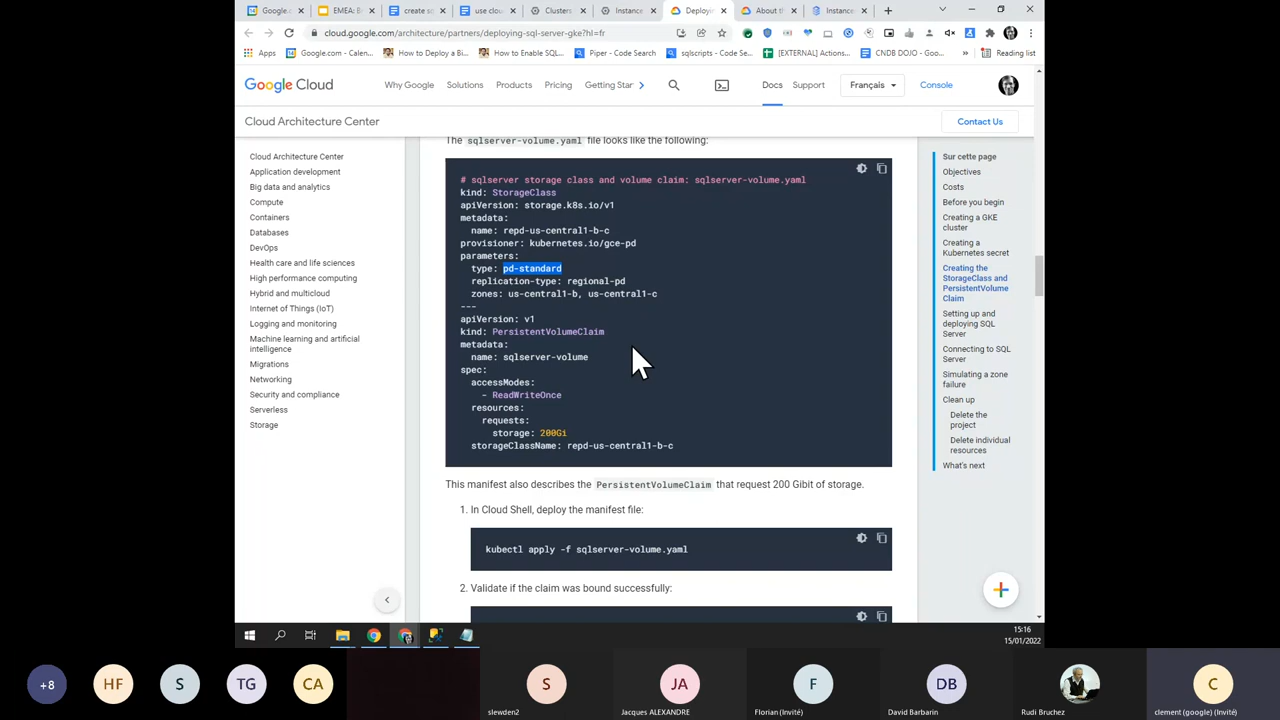 Google.c
EMEA: B
create s
use clou
Clusters
Instance
Deployi
About th
Instance
cloud.google.com/architecture/partners/deploying-sql-server-gke?hl=fr
Apps
Google.com - Calen...
How to Deploy a Bi...
How to Enable SQL...
Piper - Code Search
sqlscripts - Code Se...
[EXTERNAL] Actions...
CNDB DOJO - Goo...
»
Reading list
Google Cloud
Why Google
Solutions
Products
Pricing
Getting Star
Docs
Support
Français
Console
Cloud Architecture Center
Contact Us
Cloud Architecture Center
Application development
Big data and analytics
Compute
Containers
Databases
DevOps
Health care and life sciences
High performance computing
Hybrid and multicloud
Internet of Things (IoT)
Logging and monitoring
Machine learning and artificial
intelligence
Migrations
Networking
Security and compliance
Serverless
Storage
The sqlserver-volume.yaml file looks like the following:
# sqlserver storage class and volume claim: sqlserver-volume.yaml
kind: StorageClass
apiVersion: storage.k8s.io/v1
metadata:
name: repd-us-central1-b-c
provisioner: kubernetes.io/gce-pd
parameters:
type: pd-standard
replication-type: regional-pd
zones: us-central1-b, us-central1-c
---
apiVersion: v1
kind: PersistentVolumeClaim
metadata:
name: sqlserver-volume
spec:
accessModes:
- ReadWriteOnce
resources:
requests:
storage: 200Gi
storageClassName: repd-us-central1-b-c
This manifest also describes the PersistentVolumeClaim that request 200 Gibit of storage.
1. In Cloud Shell, deploy the manifest file:
kubectl apply -f sqlserver-volume.yaml
2. Validate if the claim was bound successfully:
Sur cette page
Objectives
Costs
Before you begin
Creating a GKE
cluster
Creating a
Kubernetes secret
Creating the
StorageClass and
PersistentVolume
Claim
Setting up and
deploying SQL
Server
Connecting to SQL
Server
Simulating a zone
failure
Clean up
Delete the
project
Delete individual
resources
What's next
15:16
15/01/2022
+8
HF
S
TG
CA
S
slewden2
JA
Jacques ALEXANDRE
F
Florian (Invité)
DB
David Barbarin
Rudi Bruchez
C
clement (google) (Invité)